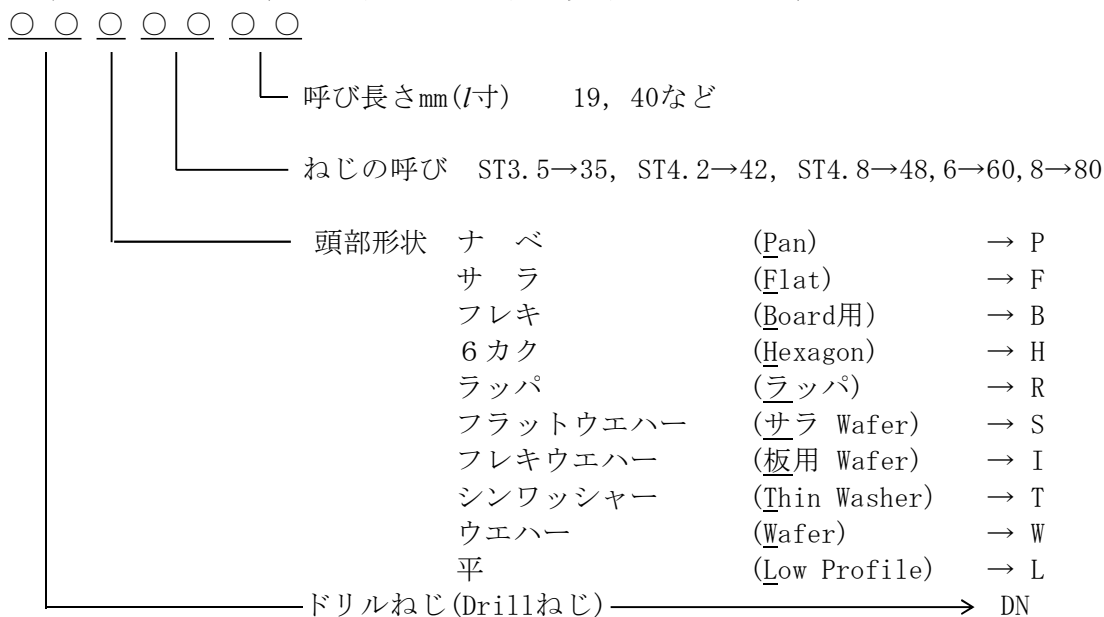 ○ ○ ○ ○ ○ ○ ○
呼び長さmm(l寸) 19, 40など
ねじの呼び ST3.5→35, ST4.2→42, ST4.8→48,6→60,8→80
頭部形状 ナ ベ (Pan) → P
サ ラ (Flat) → F
フレキ (Board用) → B
6カク (Hexagon) → H
ラッパ (ラッパ) → R
フラットウエハー (サラ Wafer) → S
フレキウエハー (板用 Wafer) → I
シンワッシャー (Thin Washer) → T
ウエハー (Wafer) → W
平 (Low Profile) → L
ドリルねじ(Drillねじ) → DN